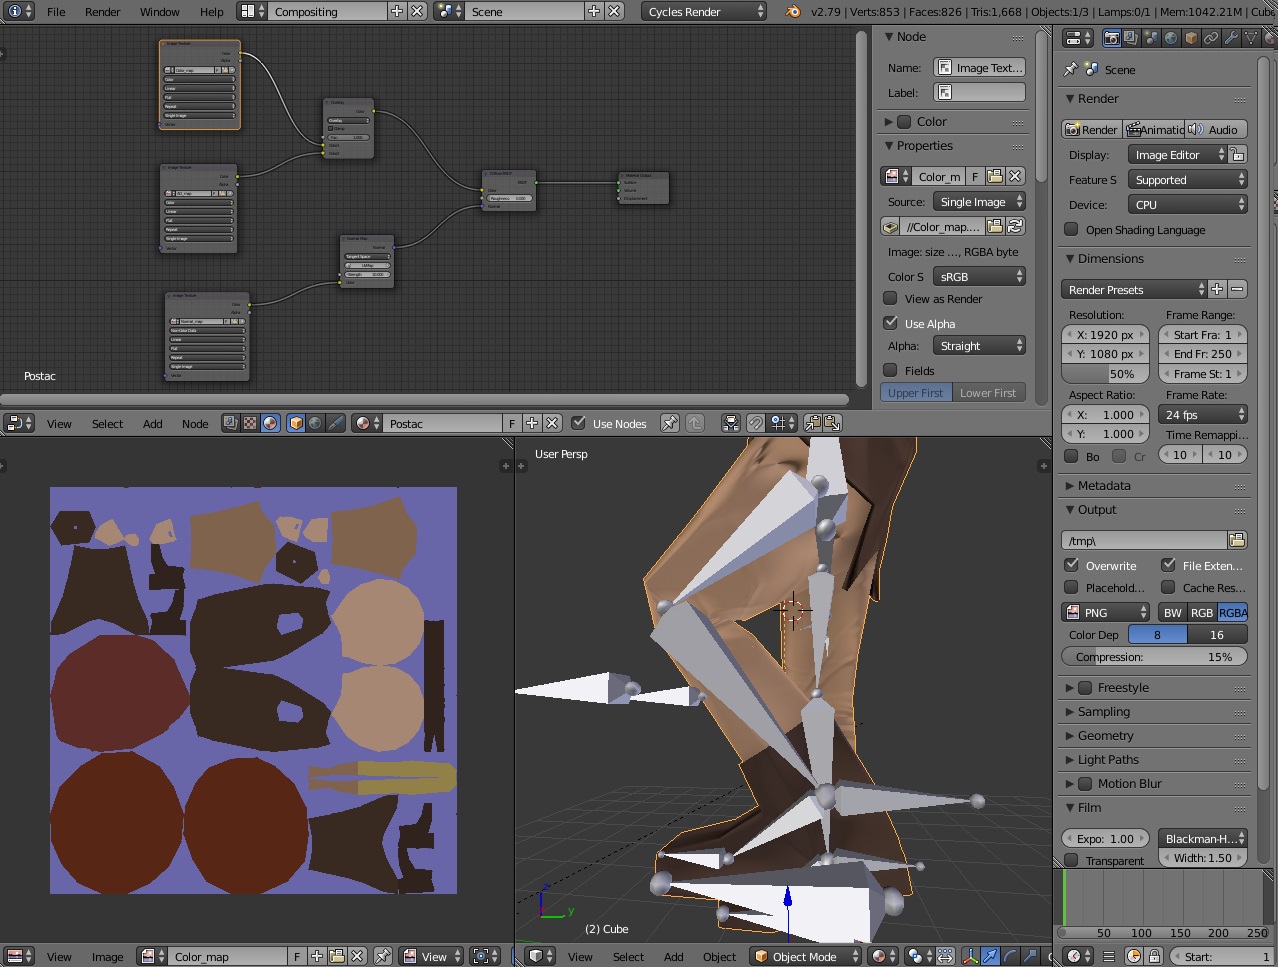 File Render Window Help Compositing Scene Cycles Render v2.79 | Verts:853 | Faces:826 | Tris:1,668 | Objects:1/3 | Lamps:0/1 | Mem:1042.21M | Cube
Postac
Node
Name: Image Text...
Label:
Color
Properties
Color_m F
Source: Single Image
//Color_map....
Image: size ..., RGBA byte
Color S sRGB
View as Render
Use Alpha
Alpha: Straight
Fields
Upper First Lower First
View Select Add Node Postac F Use Nodes
Scene
Render
Render Animatic Audio
Display: Image Editor
Feature S Supported
Device: CPU
Open Shading Language
Dimensions
Render Presets
Resolution: Frame Range:
X: 1920 px Start Fra: 1
Y: 1080 px End Fr: 250
50% Frame St: 1
Aspect Ratio: Frame Rate:
X: 1.000 24 fps
Y: 1.000 Time Remappi...
Bo Cr 10 10
Metadata
Output
/tmp\
Overwrite File Exten...
Placehold... Cache Res...
PNG BW RGB RGBA
Color Dep 8 16
Compression: 15%
Freestyle
Sampling
Geometry
Light Paths
Motion Blur
Film
Expo: 1.00 Blackman-H...
Transparent Width: 1.50
50 100 150 200 250
Start: 1
User Persp
z
y
(2) Cube
View Image Color_map F View
View Select Add Object Object Mode